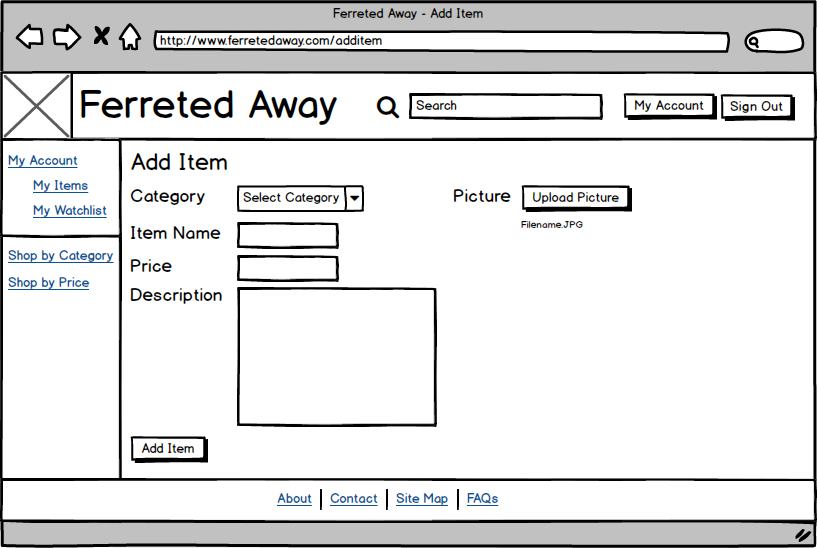 Ferreted Away - Add Item
http://www.ferretedaway.com/additem
Ferreted Away
Search
My Account
Sign Out
My Account
My Items
My Watchlist
Shop by Category
Shop by Price
Add Item
Category
Select Category
Picture
Upload Picture
Filename.JPG
Item Name
Price
Description
Add Item
About
Contact
Site Map
FAQs